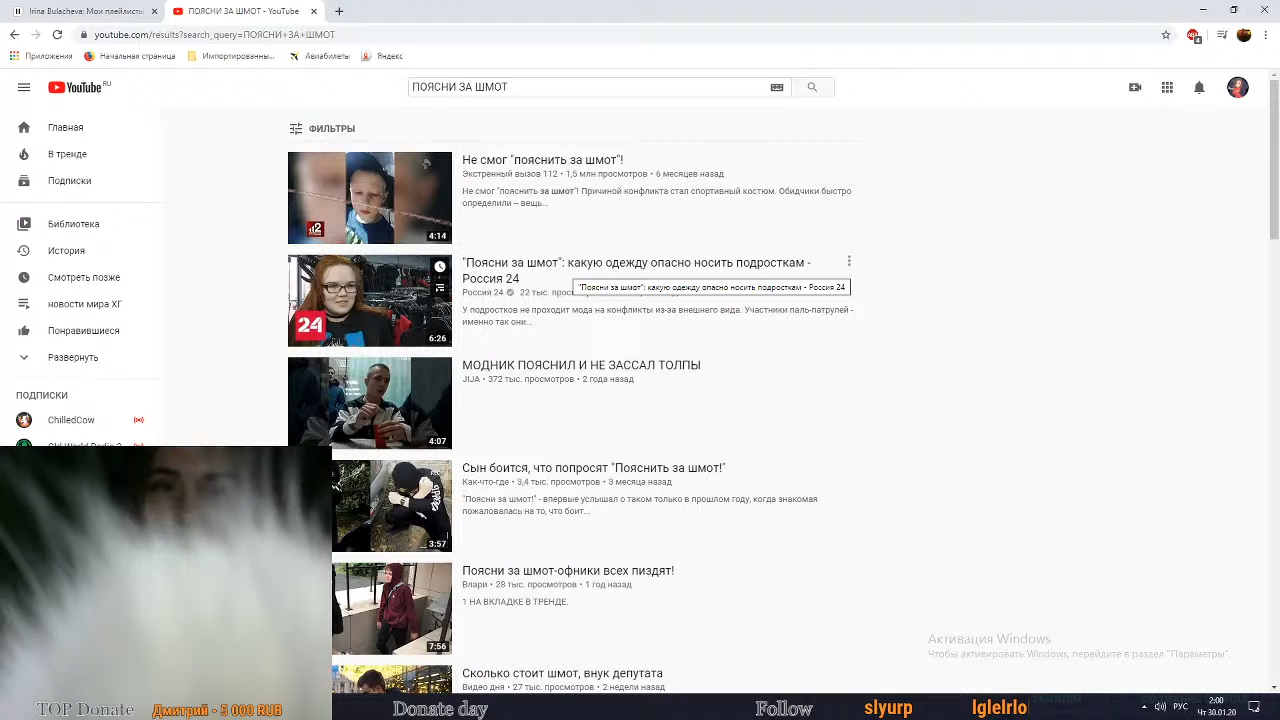 Irina Bulacheva: Мои плейлисты
ПОЯСНИ ЗА ШМОТ - YouTube
youtube.com/results?search_query=ПОЯСНИ+ЗА+ШМОТ
Приложения
Начальная страница
Импортированны...
Авиабилеты
Яндекс
YouTube RU
ПОЯСНИ ЗА ШМОТ
Главная
В тренде
Подписки
Библиотека
История
Смотреть позже
новости мира ХГ
Понравившиеся
Развернуть
ПОДПИСКИ
ChilledCow
ФИЛЬТРЫ
Не смог "пояснить за шмот"!
Экстренный вызов 112 • 1,5 млн просмотров • 6 месяцев назад
Не смог "пояснить за шмот"! Причиной конфликта стал спортивный костюм. Обидчики быстро
определили -- вещь...
4:14
"Поясни за шмот": какую одежду опасно носить подросткам -
Россия 24
"Поясни за шмот": какую одежду опасно носить подросткам - Россия 24
Россия 24 22 тыс. прос
У подростков не проходит мода на конфликты из-за внешнего вида. Участники паль-патрулей -
именно так они...
24
6:26
МОДНИК ПОЯСНИЛ И НЕ ЗАССАЛ ТОЛПЫ
JIJA • 372 тыс. просмотров • 2 года назад
4:07
Сын боится, что попросят "Пояснить за шмот!"
Как-что-где • 3,4 тыс. просмотров • 3 месяца назад
"Поясни за шмот!" - впервые услышал о таком только в прошлом году, когда знакомая
пожаловалась на то, что боит...
3:57
Поясни за шмот-офники всех пиздят!
Влари • 28 тыс. просмотров • 1 год назад
1 НА ВКЛАДКЕ В ТРЕНДЕ.
7:56
Сколько стоит шмот, внук депутата
Видео дня • 27 тыс. просмотров • 2 недели назад
Активация Windows
Чтобы активировать Windows, перейдите в раздел "Параметры".
TOP Donate Дмитрий - 5 000 RUB
Donate day
Follow slyurp lglelrlo
РУС
2:00
Чт 30.01.20